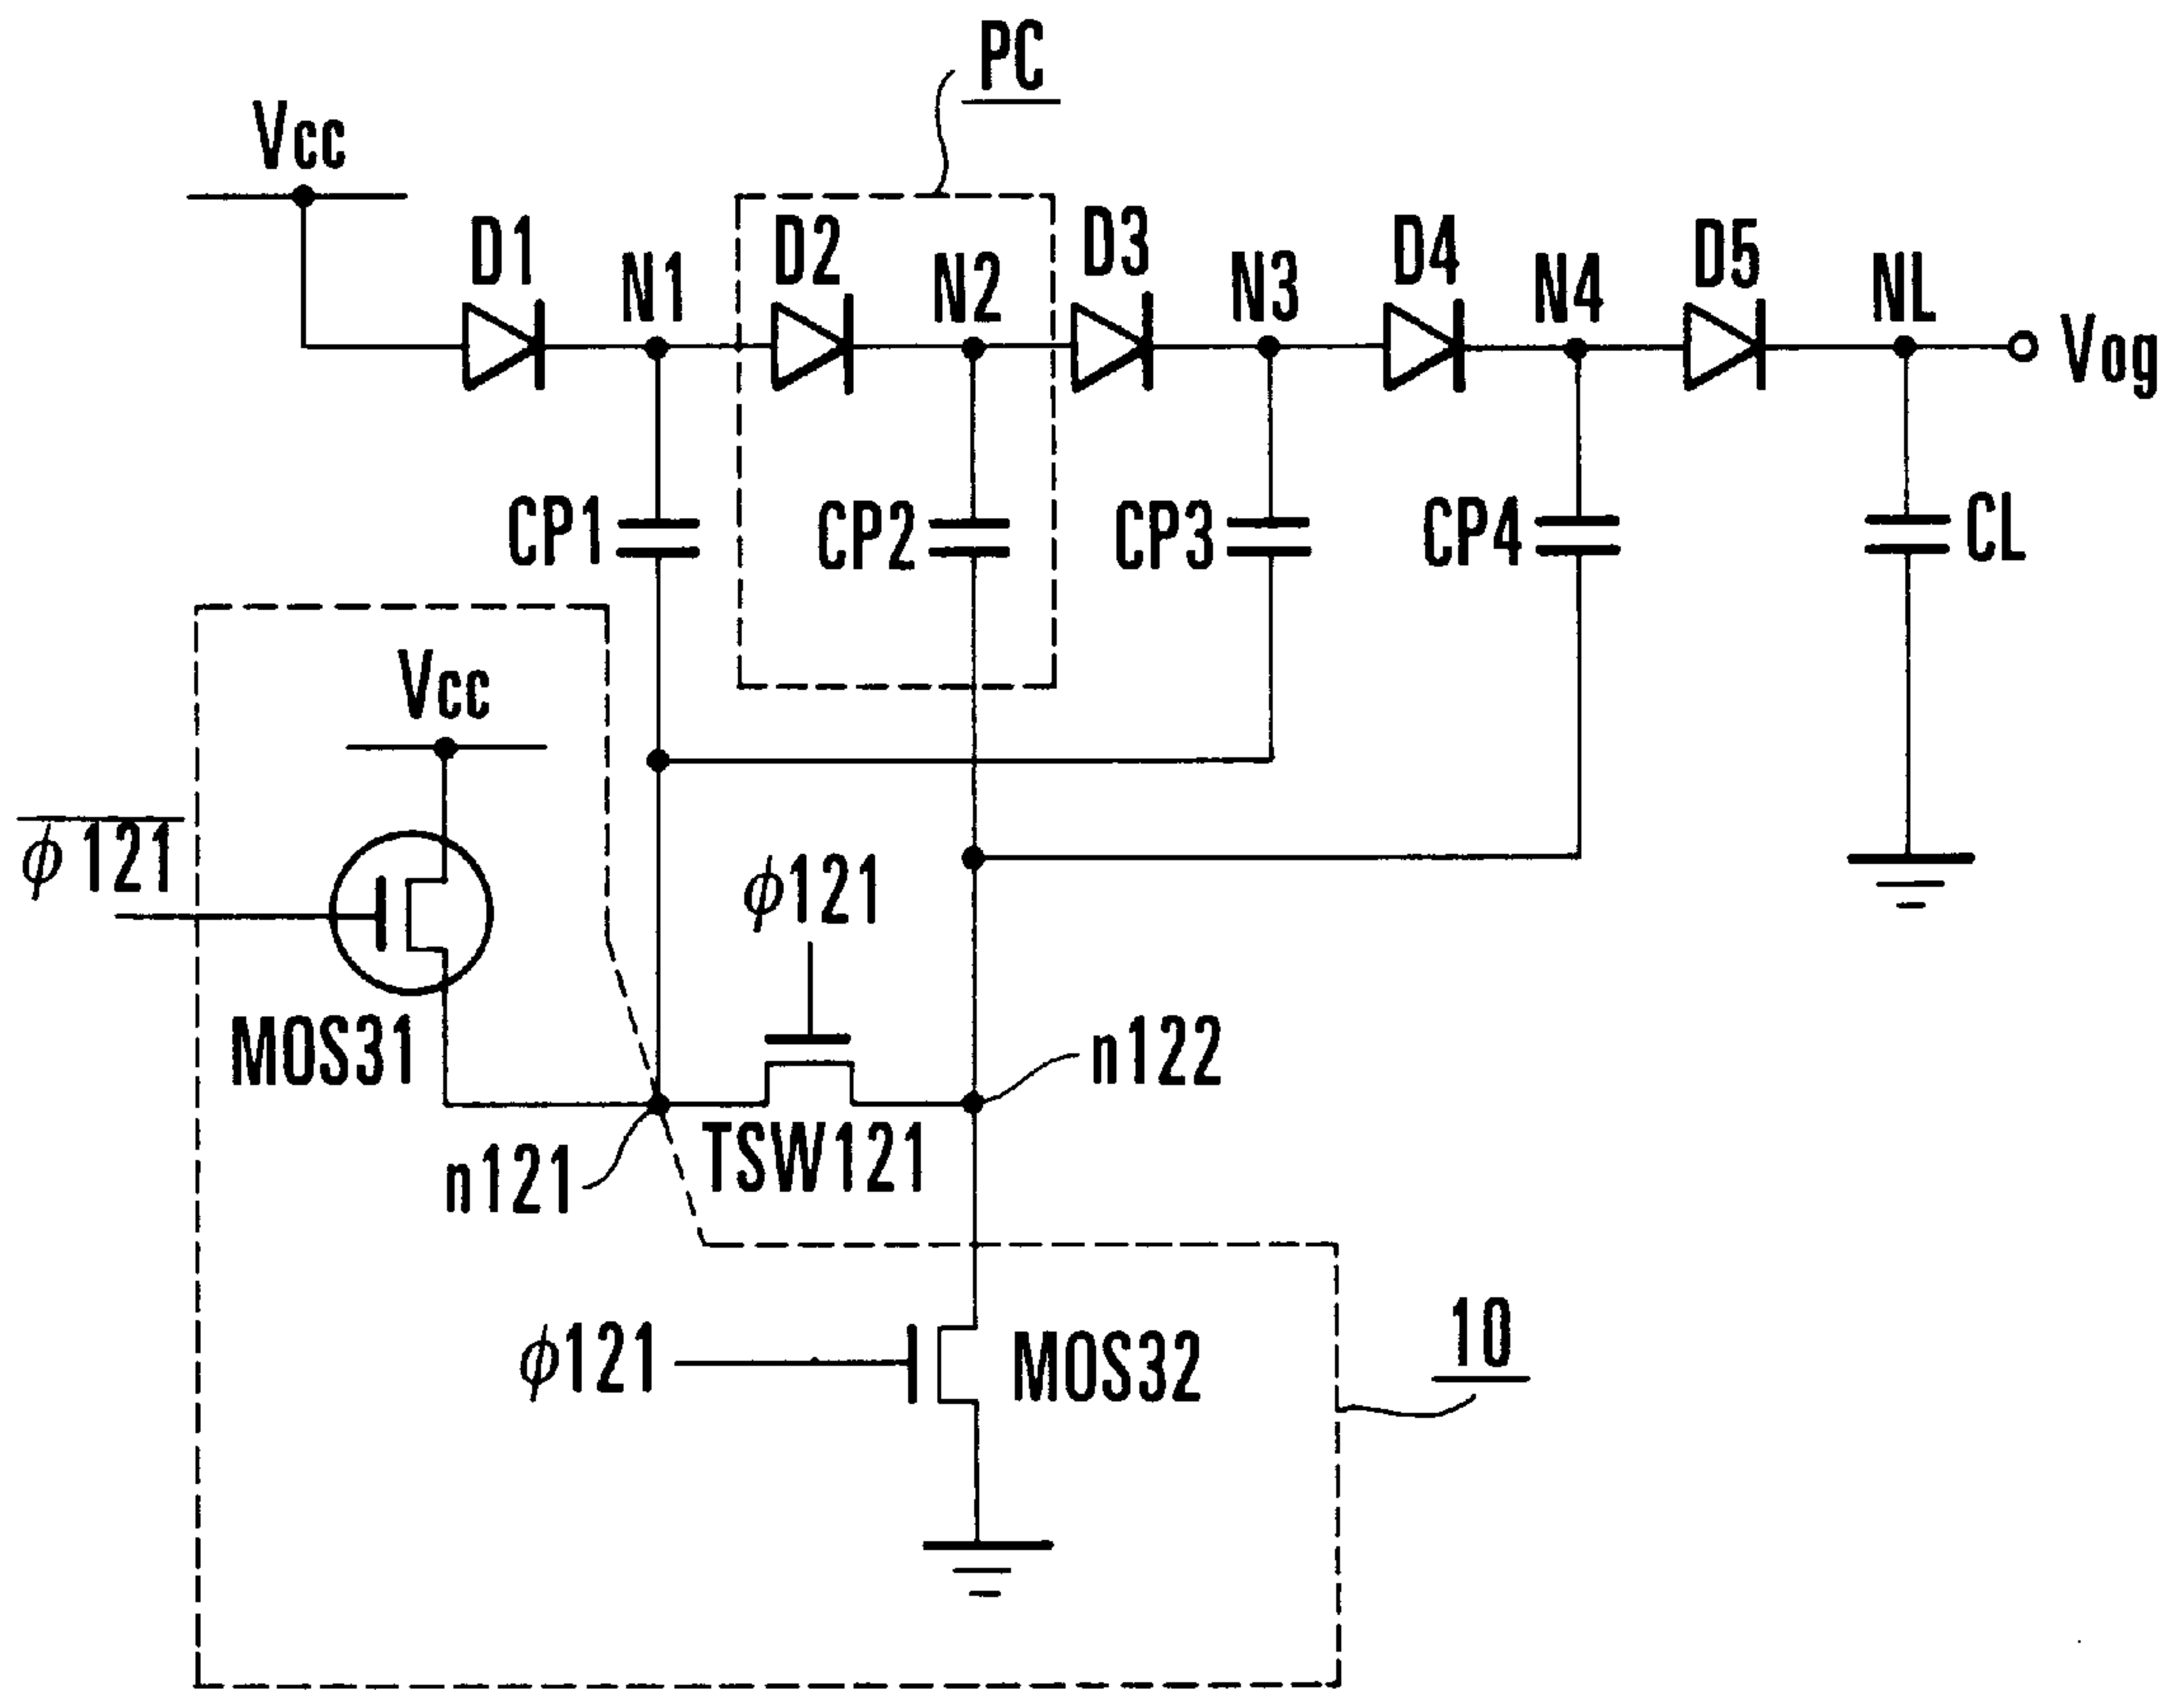 PC
Vcc
D1
N1
D2
N2
D3
N3
D4
N4
D5
NL
Vog
CP1
CP2
CP3
CP4
CL
Vcc
φ121
φ121
MOS31
n122
TSW121
n121
φ121
MOS32
10